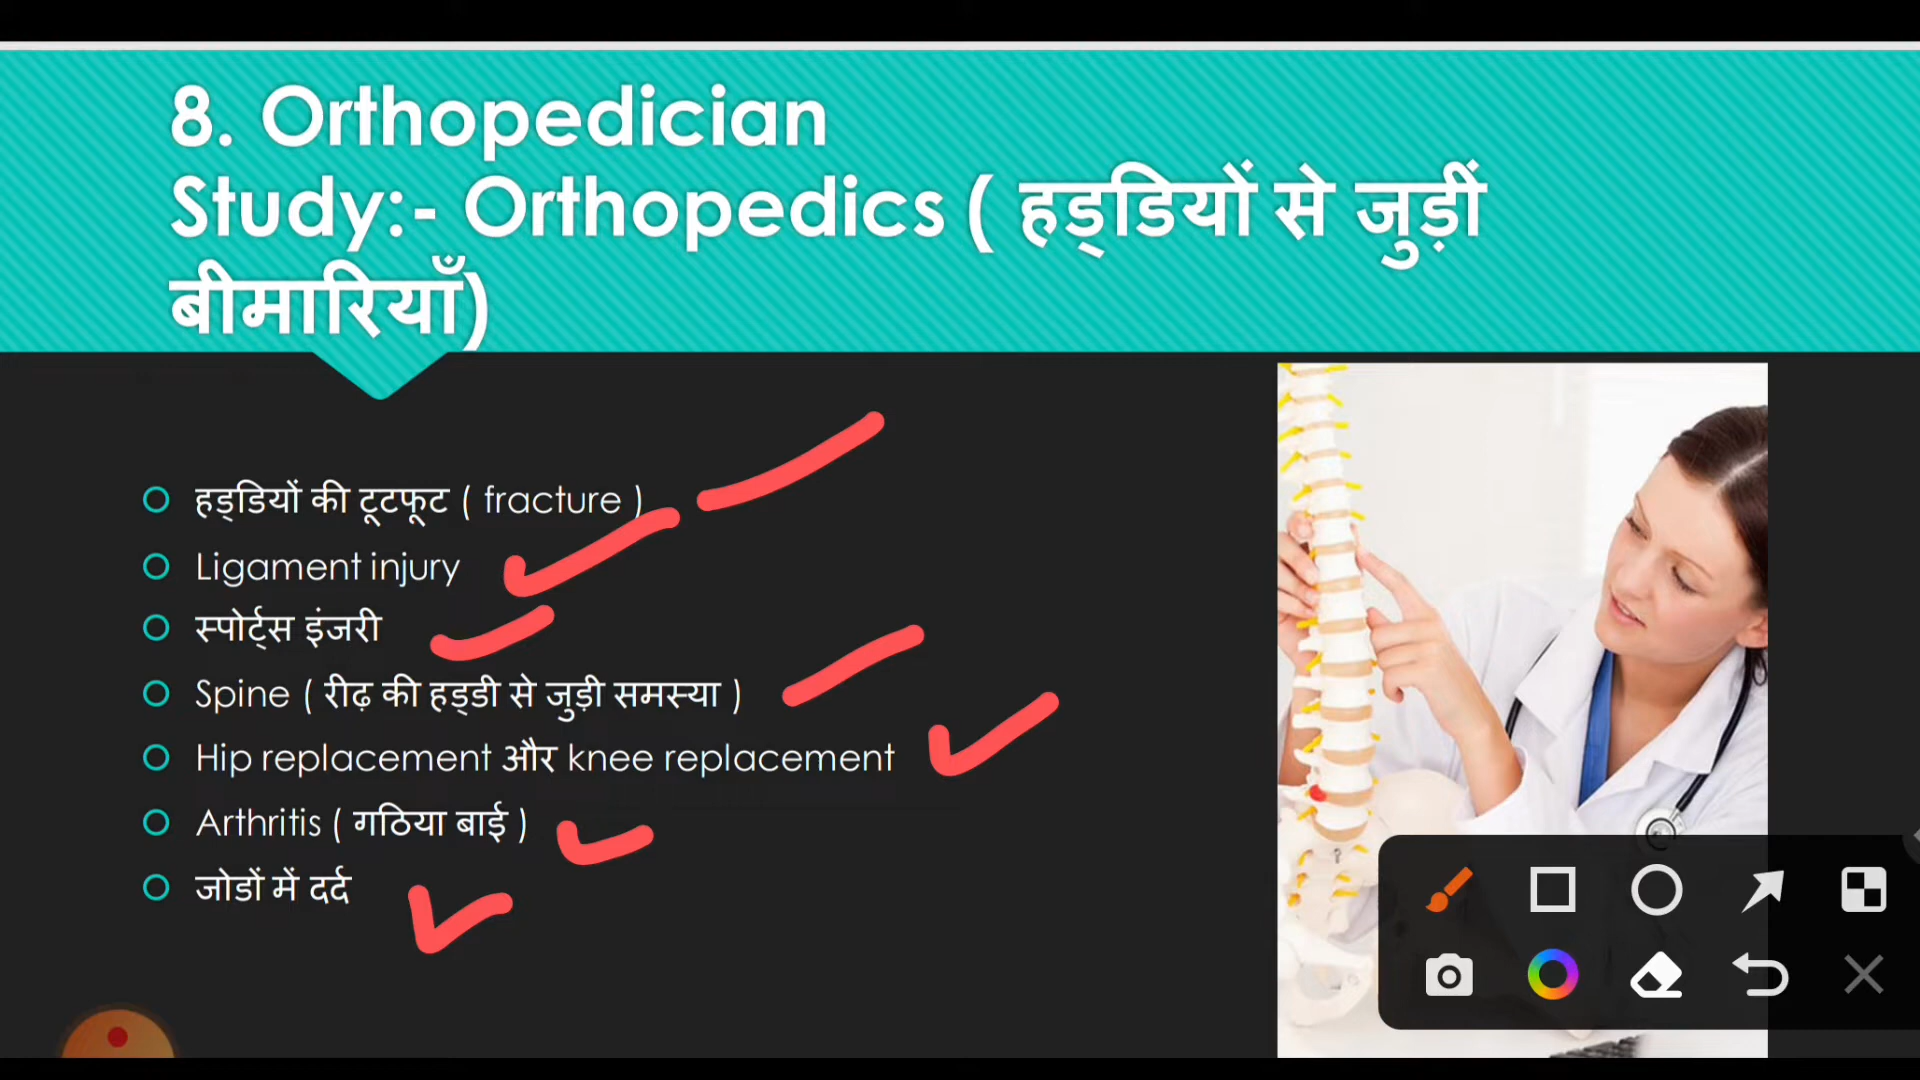 8. Orthopedician
Study:- Orthopedics ( हड्डियों से जुड़ीं
बीमारियाँ)
हड्डियों की टूटफूट ( fracture )
Ligament injury
स्पोर्ट्स इंजरी
Spine ( रीढ़ की हड्डी से जुड़ी समस्या )
Hip replacement और knee replacement
Arthritis ( गठिया बाई )
जोडों में दर्द